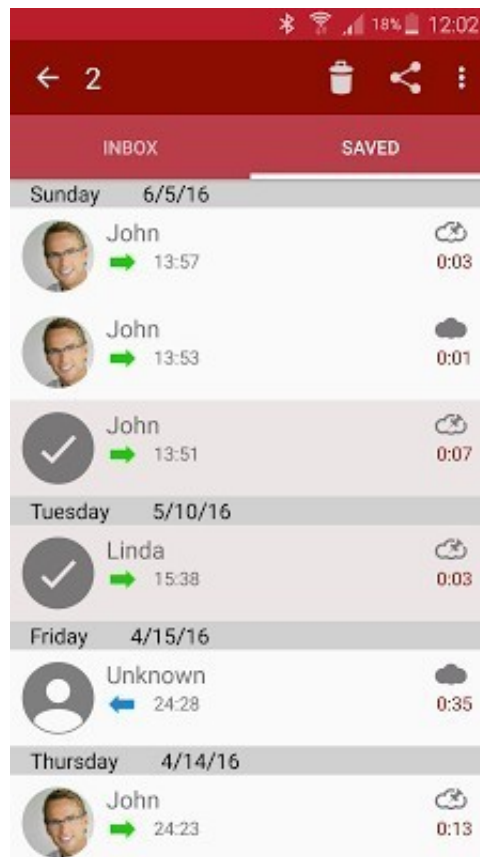 18% 12:02
2
INBOX SAVED
Sunday 6/5/16
John
13:57 0:03
John
13:53 0:01
John
13:51 0:07
Tuesday 5/10/16
Linda
15:38 0:03
Friday 4/15/16
Unknown
24:28 0:35
Thursday 4/14/16
John
24:23 0:13